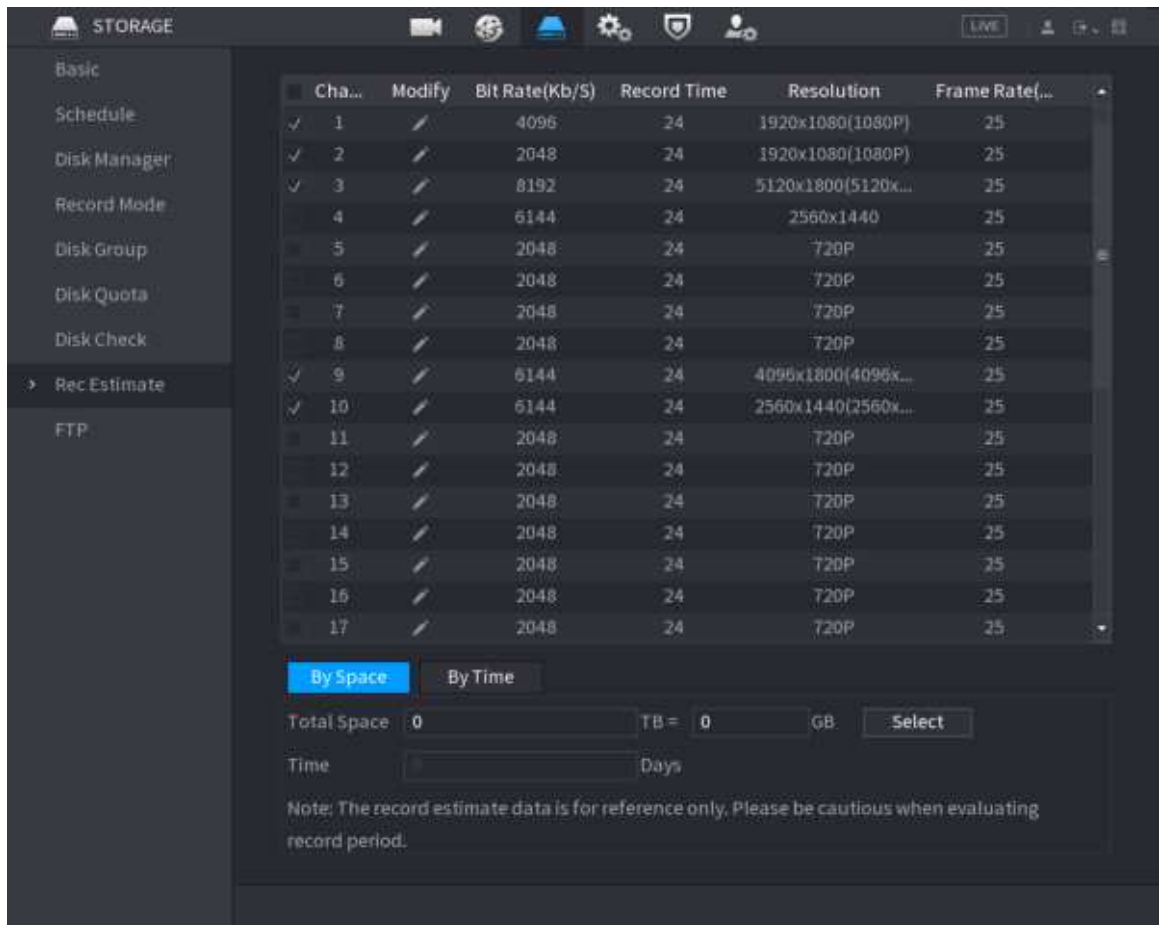 STORAGE LIVE
Basic
Schedule
Disk Manager
Record Mode
Disk Group
Disk Quota
Disk Check
Rec Estimate
FTP
Cha... Modify Bit Rate(Kb/S) Record Time Resolution Frame Rate(...
1 4096 24 1920x1080(1080P) 25
2 2048 24 1920x1080(1080P) 25
3 8192 24 5120x1800(5120x... 25
4 6144 24 2560x1440 25
5 2048 24 720P 25
6 2048 24 720P 25
7 2048 24 720P 25
8 2048 24 720P 25
9 6144 24 4096x1800(4096x... 25
10 6144 24 2560x1440(2560x... 25
11 2048 24 720P 25
12 2048 24 720P 25
13 2048 24 720P 25
14 2048 24 720P 25
15 2048 24 720P 25
16 2048 24 720P 25
17 2048 24 720P 25
By Space By Time
Total Space 0 TB = 0 GB Select
Time Days
Note: The record estimate data is for reference only. Please be cautious when evaluating
record period.